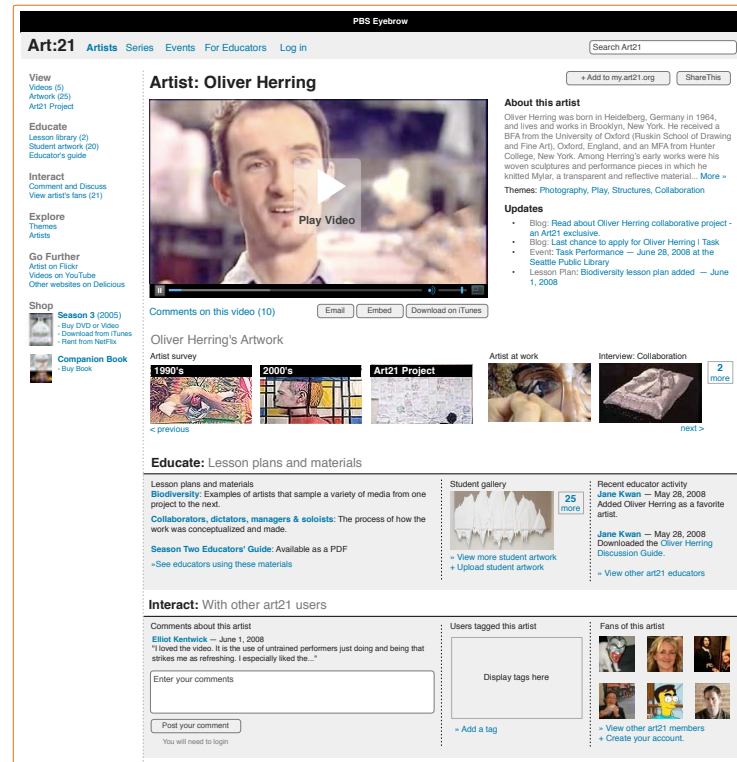 PBS Eyebrow
Art:21 Artists Series Events For Educators Log in
Search Art21
View
Videos (5)
Artwork (25)
Art21 Project
Educate
Lesson library (2)
Student artwork (20)
Educator's guide
Interact
Comment and Discuss
View artist's fans (21)
Explore
Themes
Artists
Go Further
Artist on Flickr
Videos on YouTube
Other websites on Delicious
Shop
Season 3 (2005)
- Buy DVD or Video
- Download from iTunes
- Rent from NetFlix
Companion Book
- Buy Book
Artist: Oliver Herring
+ Add to my.art21.org
ShareThis
Play Video
Comments on this video (10)
Email
Embed
Download on iTunes
About this artist
Oliver Herring was born in Heidelberg, Germany in 1964,
and lives and works in Brooklyn, New York. He received a
BFA from the University of Oxford (Ruskin School of Drawing
and Fine Art), Oxford, England, and an MFA from Hunter
College, New York. Among Herring's early works were his
woven sculptures and performance pieces in which he
knitted Mylar, a transparent and reflective material... More »
Themes: Photography, Play, Structures, Collaboration
Updates
• Blog: Read about Oliver Herring collaborative project -
an Art21 exclusive.
• Blog: Last chance to apply for Oliver Herring | Task
• Event: Task Performance — June 28, 2008 at the
Seattle Public Library
• Lesson Plan: Biodiversity lesson plan added — June
1, 2008
Oliver Herring's Artwork
Artist survey
1990's
2000's
Art21 Project
< previous
Artist at work
Interview: Collaboration
2
more
next >
Educate: Lesson plans and materials
Lesson plans and materials
Biodiversity: Examples of artists that sample a variety of media from one
project to the next.
Collaborators, dictators, managers & soloists: The process of how the
work was conceptualized and made.
Season Two Educators' Guide: Available as a PDF
»See educators using these materials
Student gallery
25
more
» View more student artwork
+ Upload student artwork
Recent educator activity
Jane Kwan — May 28, 2008
Added Oliver Herring as a favorite
artist.
Jane Kwan — May 28, 2008
Downloaded the Oliver Herring
Discussion Guide.
» View other art21 educators
Interact: With other art21 users
Comments about this artist
Elliot Kentwick — June 1, 2008
"I loved the video. It is the use of untrained performers just doing and being that
strikes me as refreshing. I especially liked the..."
Enter your comments
Post your comment
You will need to login
Users tagged this artist
Display tags here
» Add a tag
Fans of this artist
» View other art21 members
+ Create your account.